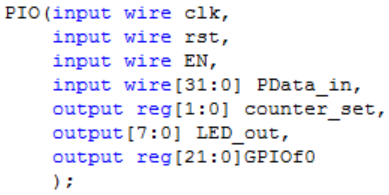 PIO(input wire clk,
input wire rst,
input wire EN,
input wire[31:0] PData_in,
output reg[1:0] counter_set,
output[7:0] LED_out,
output reg[21:0]GPIOf0
);